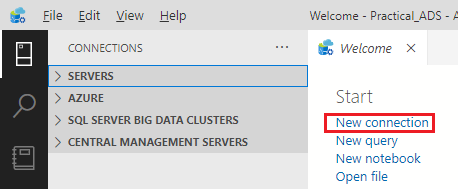 File Edit View Help
Welcome - Practical_ADS - A
CONNECTIONS
SERVERS
AZURE
SQL SERVER BIG DATA CLUSTERS
CENTRAL MANAGEMENT SERVERS
Welcome
Start
New connection
New query
New notebook
Open file